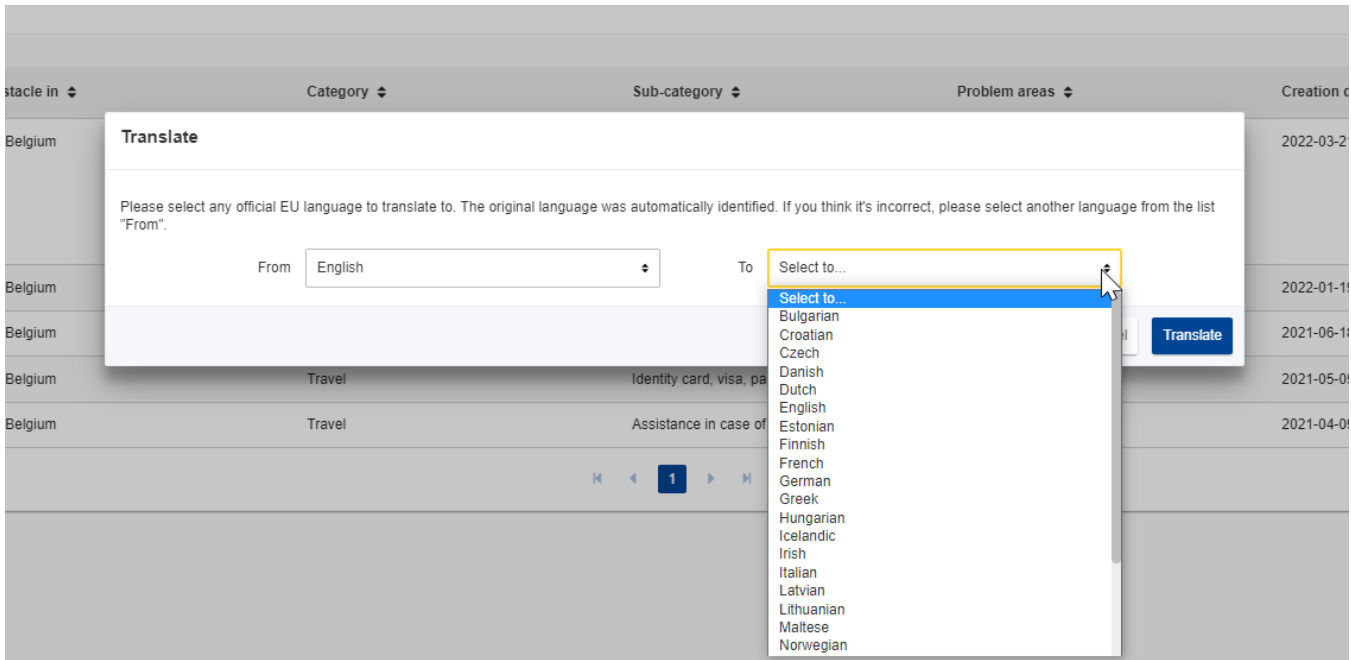 stacle in Category Sub-category Problem areas Creation
Translate
Belgium 2022-03-2
Please select any official EU language to translate to. The original language was automatically identified. If you think it's incorrect, please select another language from the list
"From".
From English To Select to...
Belgium 2022-01-19
Select to...
Bulgarian
Belgium Croatian Translate 2021-06-18
Czech
Danish
Belgium Travel Identity card, visa, pa 2021-05-05
Dutch
English
Belgium Travel Assistance in case of Estonian 2021-04-09
Finnish
French
1
German
Greek
Hungarian
Icelandic
Irish
Italian
Latvian
Lithuanian
Maltese
Norwegian